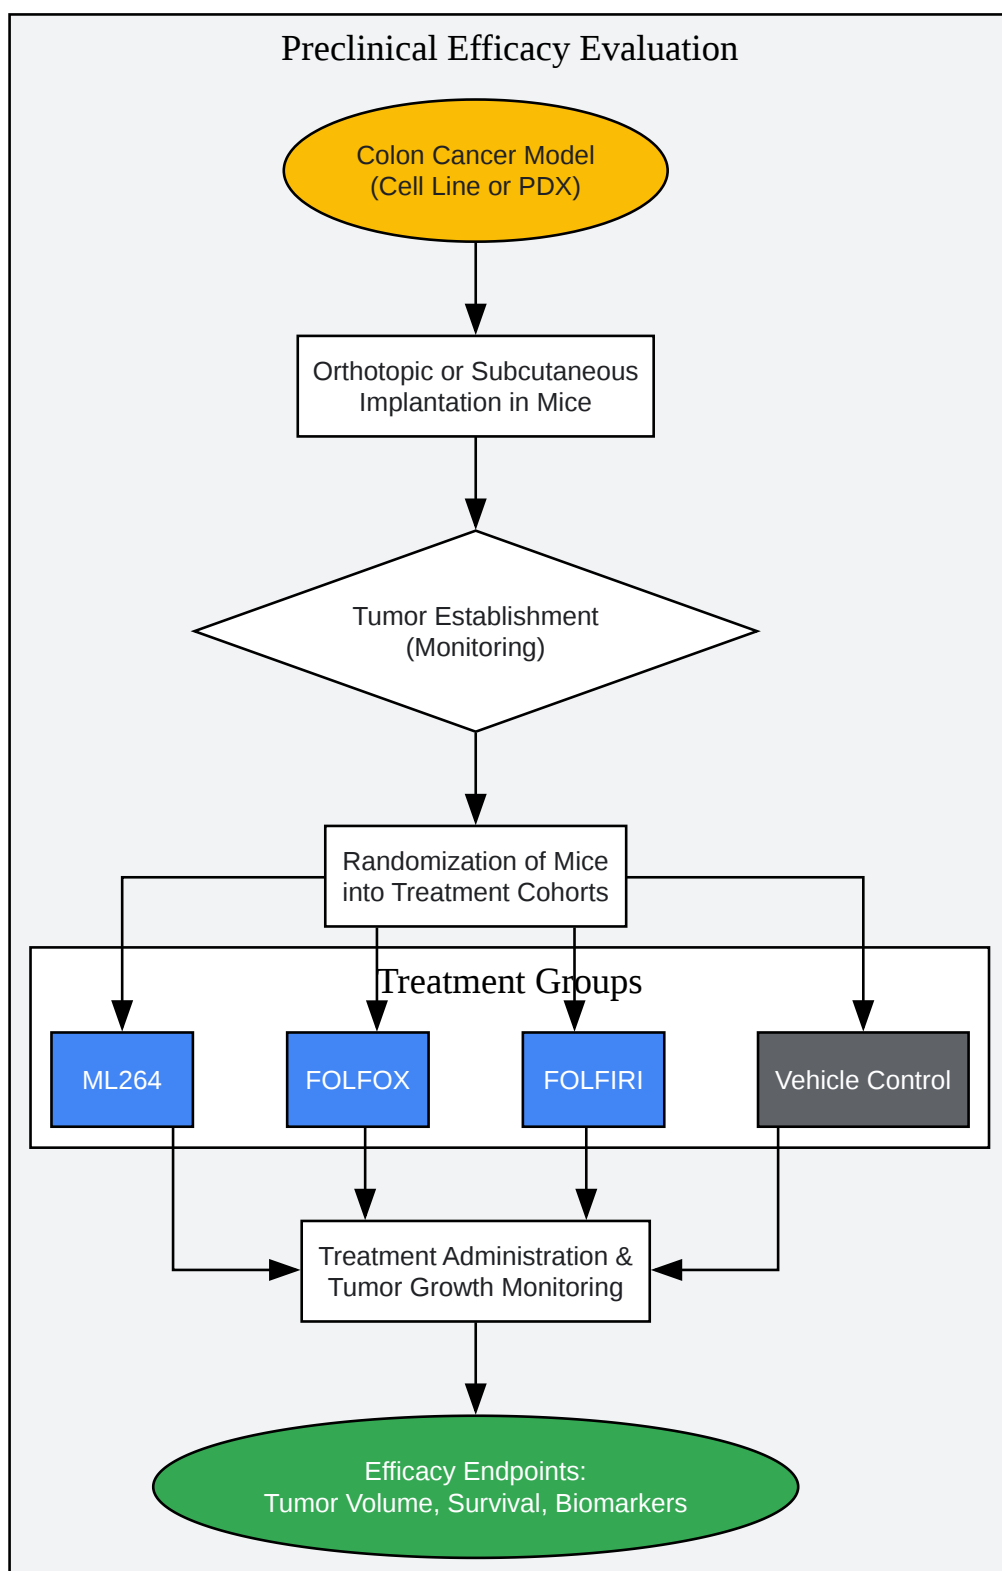 Preclinical Efficacy Evaluation
Colon Cancer Model
(Cell Line or PDX)
Orthotopic or Subcutaneous
Implantation in Mice
Tumor Establishment
(Monitoring)
Randomization of Mice
into Treatment Cohorts
Treatment Groups
ML264
FOLFOX
FOLFIRI
Vehicle Control
Treatment Administration &
Tumor Growth Monitoring
Efficacy Endpoints:
Tumor Volume, Survival, Biomarkers